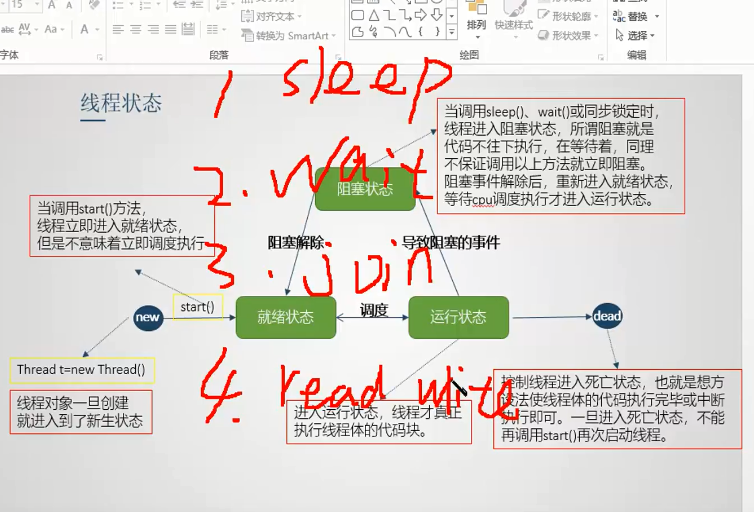 15
字体
abc
AV
Aa
A
段落
对齐文本
转换为 SmartArt
排列
快速样式
形状轮廓
形状效果
替换
选择
编辑
线程状态
1 sleep
2. wait
3. join
4. read write
当调用sleep()、wait()或同步锁定时,
线程进入阻塞状态，所谓阻塞就是
代码不往下执行，在等待着，同理
不保证调用以上方法就立即阻塞。
阻塞事件解除后，重新进入就绪状态，
等待cpu调度执行才进入运行状态。
阻塞状态
当调用start()方法，
线程立即进入就绪状态，
但是不意味着立即调度执行
阻塞解除
导致阻塞的事件
start()
new
就绪状态
调度
运行状态
dead
Thread t=new Thread()
线程对象一旦创建
就进入到了新生状态
进入运行状态，线程才真正
执行线程体的代码块。
控制线程进入死亡状态，也就是想方
设法使线程体的代码执行完毕或中断
执行即可。一旦进入死亡状态，不能
再调用start()再次启动线程。